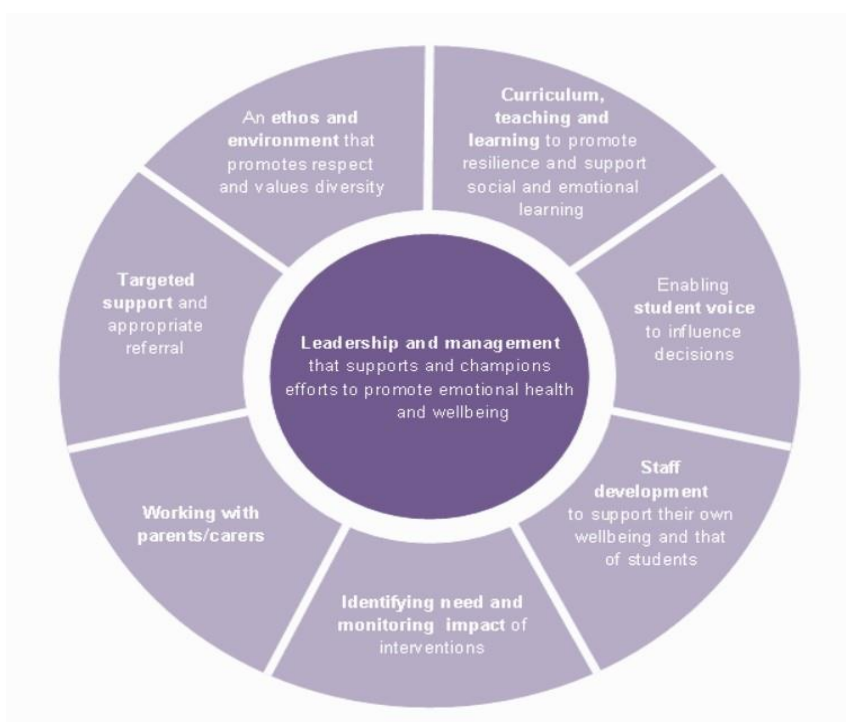 An ethos and
environment that
promotes respect
and values diversity
Curriculum,
teaching and
learning to promote
resilience and support
social and emotional
learning
Enabling
student voice
to influence
decisions
Staff
development
to support their own
wellbeing and that
of students
Identifying need and
monitoring impact of
interventions
Working with
parents/carers
Targeted
support and
appropriate
referral
Leadership and management
that supports and champions
efforts to promote emotional health
and wellbeing